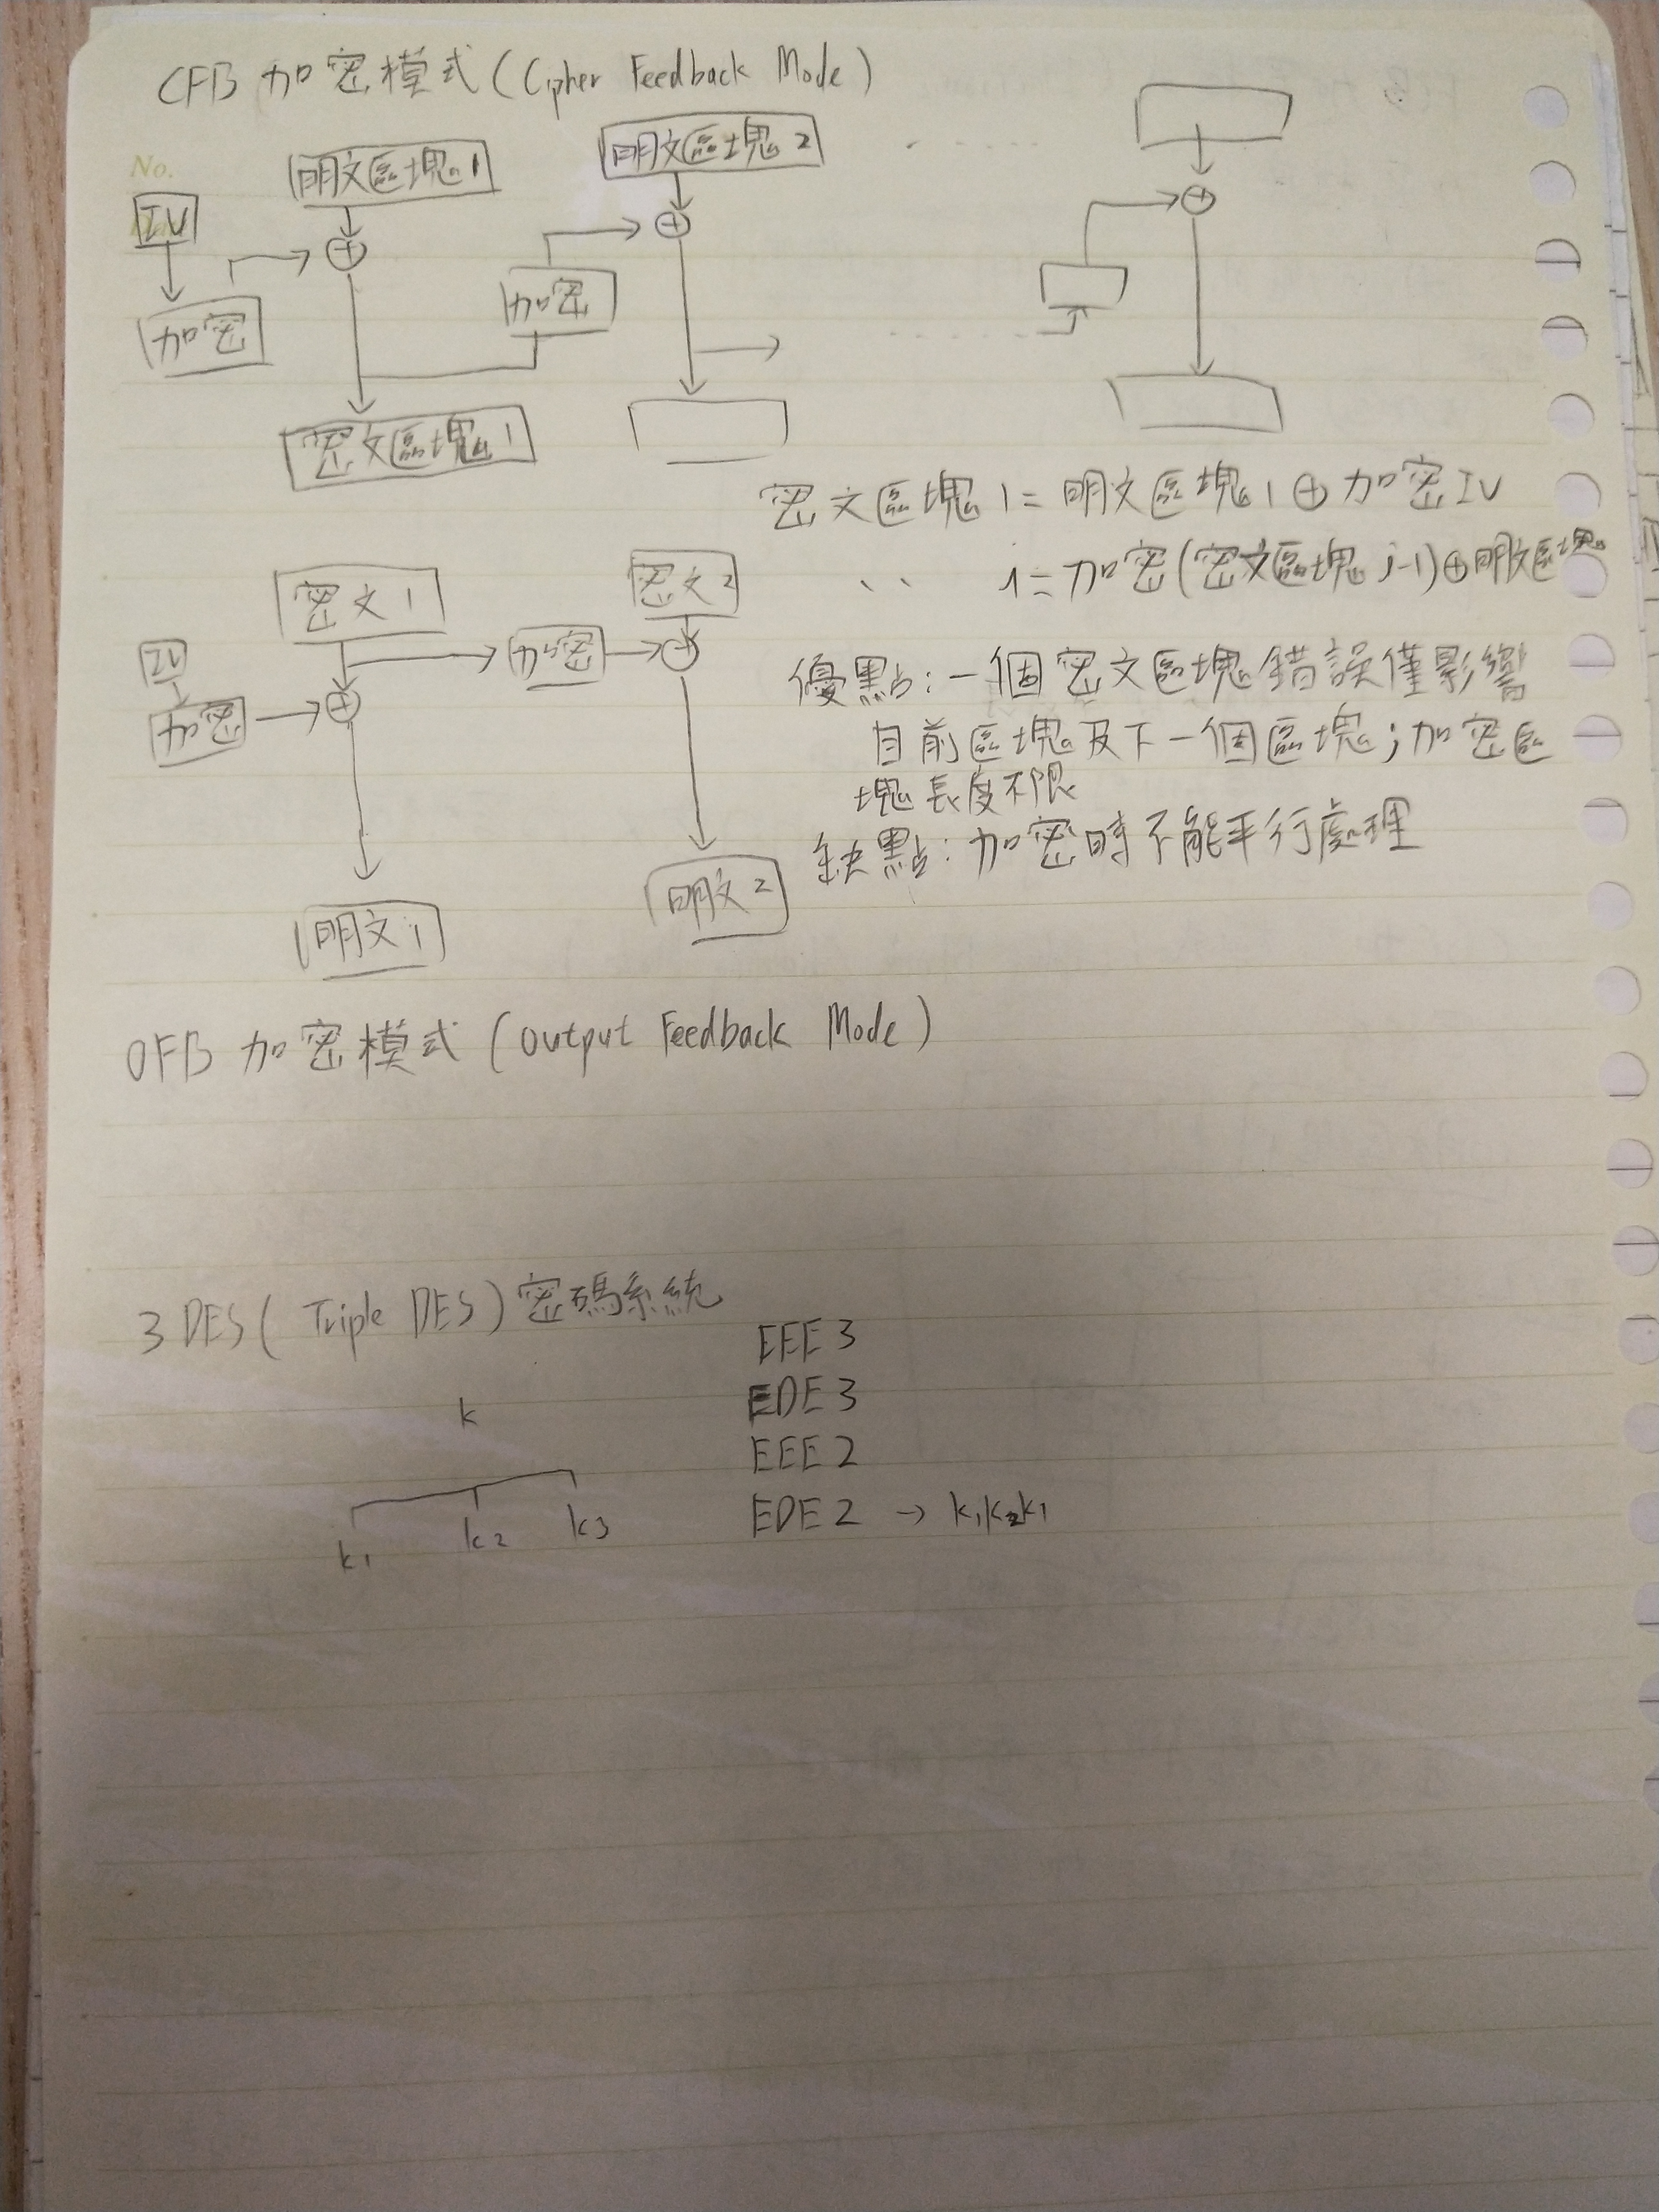 CFB 加密模式 (Cipher Feedback Mode)
No.
IV
明文區塊 1
明文區塊 2
加密
加密
密文區塊 1
密文區塊 1 = 明文區塊 1 ⊕ 加密 IV
〃 i = 加密 (密文區塊 i-1) ⊕ 明文區塊
密文 1
密文 2
IV
加密
加密
優點: 一個密文區塊錯誤僅影響
目前區塊及下一個區塊; 加密區
塊長度不限
缺點: 加密時不能平行處理
明文 1
明文 2
OFB 加密模式 (Output Feedback Mode)
3 DES ( Triple DES) 密碼系統
EEE 3
k
EDE 3
EEE 2
k1 k2 k3
EDE 2 → k1k2k1